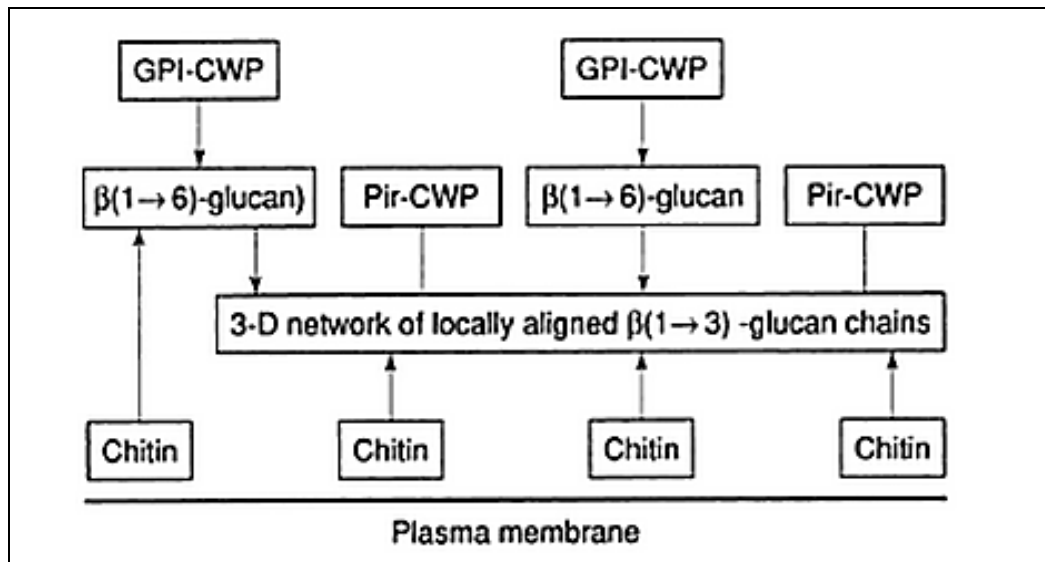 GPI-CWP
GPI-CWP
β(1→6)-glucan)
Pir-CWP
β(1→6)-glucan
Pir-CWP
3-D network of locally aligned β(1→3) -glucan chains
Chitin
Chitin
Chitin
Chitin
Plasma membrane